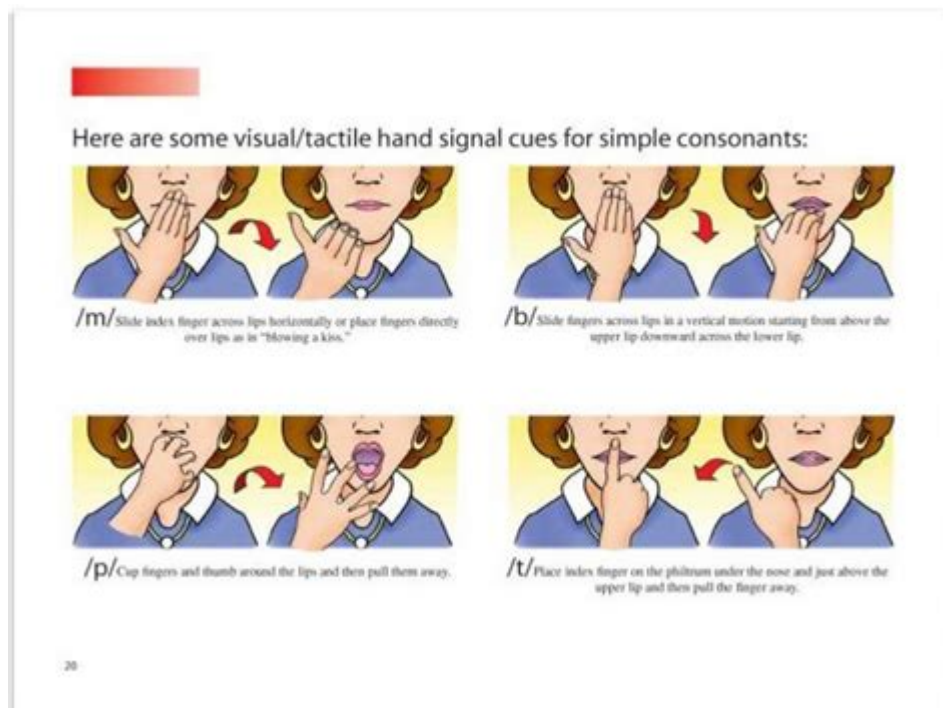 Here are some visual/tactile hand signal cues for simple consonants:
/m/Slide index finger across lips horizontally or place fingers directly
over lips as in "blowing a kiss."
/b/Slide fingers across lips in a vertical motion starting from above the
upper lip downward across the lower lip.
/p/Cup fingers and thumb around the lips and then pull them away.
/t/Place index finger on the philtrum under the nose and just above the
upper lip and then pull the finger away.
20